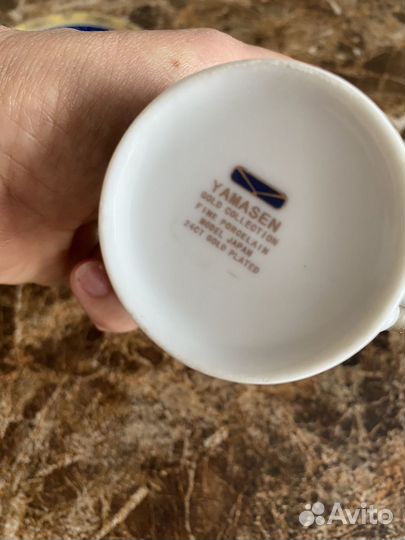 YAMASEN
GOLD COLLECTION
FINE PORCELAIN
MODEL JAPAN
24CT GOLD PLATED
Avito